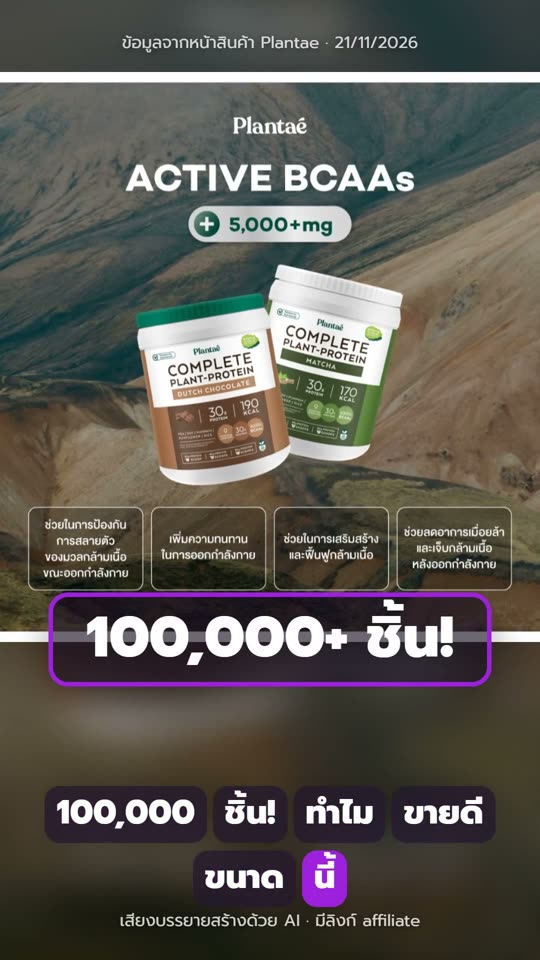 ข้อมูลจากหน้าสินค้า Plantae · 21/11/2026
Plantaé
ACTIVE BCAAs
+ 5,000+mg
Plantaé
COMPLETE
PLANT-PROTEIN
DUTCH CHOCOLATE
30g PROTEIN
190 KCAL
Plantaé
COMPLETE
PLANT-PROTEIN
MATCHA
30g PROTEIN
170 KCAL
ช่วยในการป้องกัน
การสลายตัว
ของมวลกล้ามเนื้อ
ขณะออกกำลังกาย
เพิ่มความทนทาน
ในการออกกำลังกาย
ช่วยในการเสริมสร้าง
และฟื้นฟูกล้ามเนื้อ
ช่วยลดอาการเมื่อยล้า
และเจ็บกล้ามเนื้อ
หลังออกกำลังกาย
100,000+ ชิ้น!
100,000 ชิ้น! ทำไม ขายดี
ขนาด นี้
เสียงบรรยายสร้างด้วย AI · มีลิงก์ affiliate